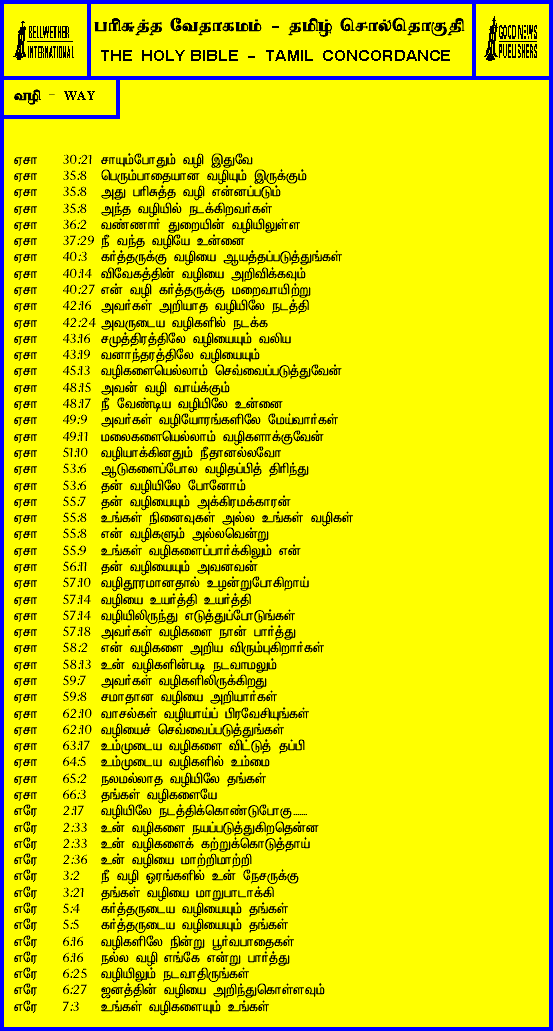 BELLWETHER INTERNATIONAL
பரிசுத்த வேதாகமம் - தமிழ் சொல்தொகுதி
THE HOLY BIBLE - TAMIL CONCORDANCE
GOOD NEWS PUBLISHERS
வழி - WAY
ஏசா 30:21 சாயும்போதும் வழி இதுவே
ஏசா 35:8 பெரும்பாதையான வழியும் இருக்கும்
ஏசா 35:8 அது பரிசுத்த வழி என்னப்படும்
ஏசா 35:8 அந்த வழியில் நடக்கிறவர்கள்
ஏசா 36:2 வண்ணார் துறையின் வழியிலுள்ள
ஏசா 37:29 நீ வந்த வழியே உன்னை
ஏசா 40:3 கர்த்தருக்கு வழியை ஆயத்தப்படுத்துங்கள்
ஏசா 40:14 விவேகத்தின் வழியை அறிவிக்கவும்
ஏசா 40:27 என் வழி கர்த்தருக்கு மறைவாயிற்று
ஏசா 42:16 அவர்கள் அறியாத வழியிலே நடத்தி
ஏசா 42:24 அவருடைய வழிகளில் நடக்க
ஏசா 43:16 சமுத்திரத்திலே வழியையும் வலிய
ஏசா 43:19 வனாந்தரத்திலே வழியையும்
ஏசா 45:13 வழிகளையெல்லாம் செவ்வைப்படுத்துவேன்
ஏசா 48:15 அவன் வழி வாய்க்கும்
ஏசா 48:17 நீ வேண்டிய வழியிலே உன்னை
ஏசா 49:9 அவர்கள் வழியோரங்களிலே மேய்வார்கள்
ஏசா 49:11 மலைகளையெல்லாம் வழிகளாக்குவேன்
ஏசா 51:10 வழியாக்கினதும் நீதானல்லவோ
ஏசா 53:6 ஆடுகளைப்போல வழிதப்பித் திரிந்து
ஏசா 53:6 தன் வழியிலே போனோம்
ஏசா 55:7 தன் வழியையும் அக்கிரமக்காரன்
ஏசா 55:8 உங்கள் நினைவுகள் அல்ல உங்கள் வழிகள்
ஏசா 55:8 என் வழிகளும் அல்லவென்று
ஏசா 55:9 உங்கள் வழிகளைப்பார்க்கிலும் என்
ஏசா 56:11 தன் வழியையும் அவனவன்
ஏசா 57:10 வழிதூரமானதால் உழன்றுபோகிறாய்
ஏசா 57:14 வழியை உயர்த்தி உயர்த்தி
ஏசா 57:14 வழியிலிருந்து எடுத்துப்போடுங்கள்
ஏசா 57:18 அவர்கள் வழிகளை நான் பார்த்து
ஏசா 58:2 என் வழிகளை அறிய விரும்புகிறார்கள்
ஏசா 58:13 உன் வழிகளின்படி நடவாமலும்
ஏசா 59:7 அவர்கள் வழிகளிலிருக்கிறது
ஏசா 59:8 சமாதான வழியை அறியார்கள்
ஏசா 62:10 வாசல்கள் வழியாய்ப் பிரவேசியுங்கள்
ஏசா 62:10 வழியைச் செவ்வைப்படுத்துங்கள்
ஏசா 63:17 உம்முடைய வழிகளை விட்டுத் தப்பி
ஏசா 64:5 உம்முடைய வழிகளில் உம்மை
ஏசா 65:2 நலமல்லாத வழியிலே தங்கள்
ஏசா 66:3 தங்கள் வழிகளையே
எரே 2:17 வழியிலே நடத்திக்கொண்டுபோகு.......
எரே 2:33 உன் வழிகளை நயப்படுத்துகிறதென்ன
எரே 2:33 உன் வழிகளைக் கற்றுக்கொடுத்தாய்
எரே 2:36 உன் வழியை மாற்றிமாற்றி
எரே 3:2 நீ வழி ஓரங்களில் உன் நேசருக்கு
எரே 3:21 தங்கள் வழியை மாறுபாடாக்கி
எரே 5:4 கர்த்தருடைய வழியையும் தங்கள்
எரே 5:5 கர்த்தருடைய வழியையும் தங்கள்
எரே 6:16 வழிகளிலே நின்று பூர்வபாதைகள்
எரே 6:16 நல்ல வழி எங்கே என்று பார்த்து
எரே 6:25 வழியிலும் நடவாதிருங்கள்
எரே 6:27 ஜனத்தின் வழியை அறிந்துகொள்ளவும்
எரே 7:3 உங்கள் வழிகளையும் உங்கள்